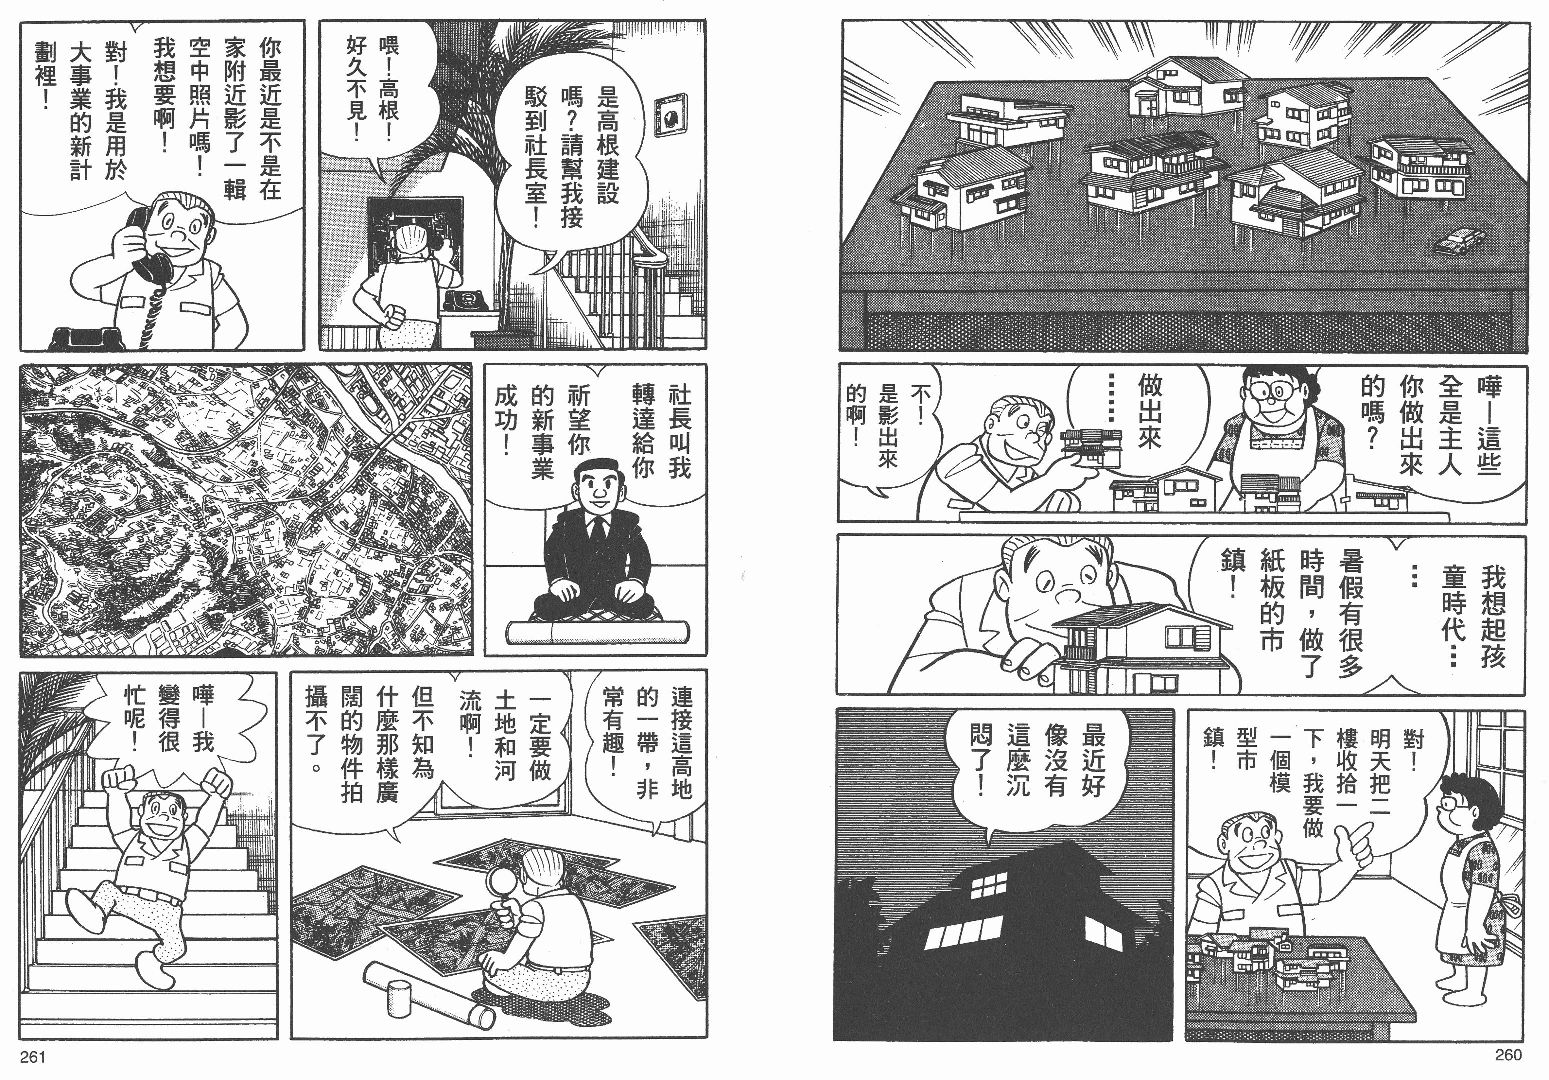 嘩—這些
全是主人
你做出來
的嗎?
做出來
……
不!
是影出來
的啊!
我想起孩
童時代…
…
暑假有很多
時間，做了
紙板的市
鎮!
對!
明天把二
樓收拾一
下，我要做
一個模
型市
鎮!
最近好
像沒有
這麼沉
悶了!
260
是高根建設
嗎?請幫我接
駁到社長室!
喂!高根!
好久不見!
你最近是不是在
家附近影了一輯
空中照片嗎!
我想要啊!
對!我是用於
大事業的新計
劃裡!
社長叫我
轉達給你
祈望你
的新事業
成功!
連接這高地
的一帶，非
常有趣!
一定要做
土地和河
流啊!
但不知為
什麼那樣廣
闊的物件拍
攝不了。
嘩—我
變得很
忙呢!
261